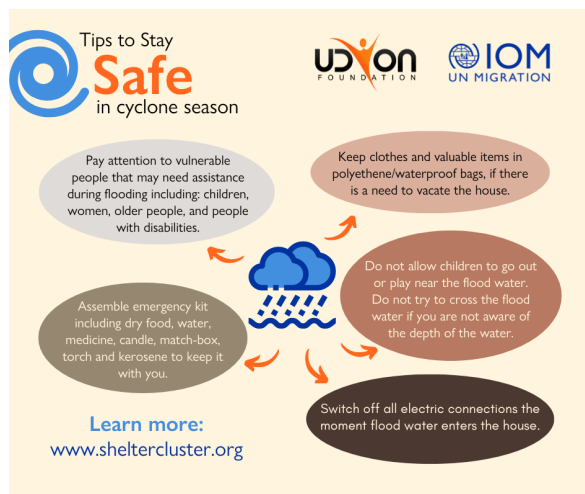 Tips to Stay
Safe
in cyclone season
UDYON
FOUNDATION
IOM
UN MIGRATION
Pay attention to vulnerable
people that may need assistance
during flooding including: children,
women, older people, and people
with disabilities.
Keep clothes and valuable items in
polyethene/waterproof bags, if there
is a need to vacate the house.
Do not allow children to go out
or play near the flood water.
Do not try to cross the flood
water if you are not aware of
the depth of the water.
Assemble emergency kit
including dry food, water,
medicine, candle, match-box,
torch and kerosene to keep it
with you.
Switch off all electric connections the
moment flood water enters the house.
Learn more:
www.sheltercluster.org